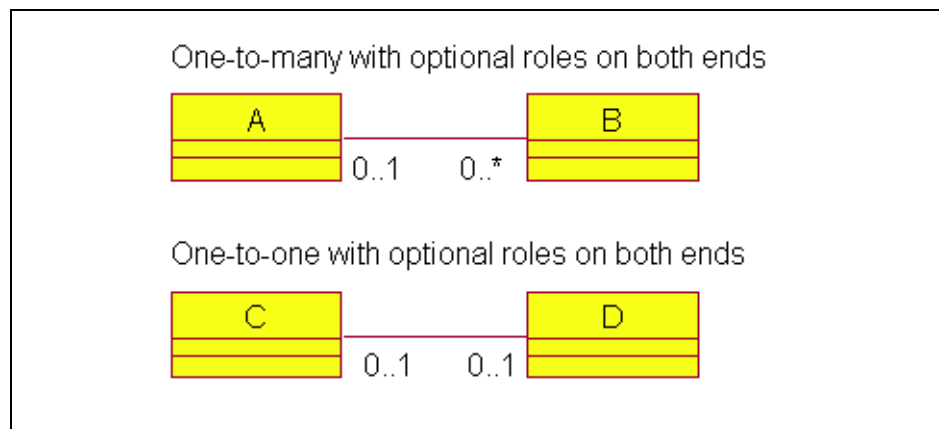 One-to-many with optional roles on both ends
A B
0..1 0..*
One-to-one with optional roles on both ends
C D
0..1 0..1